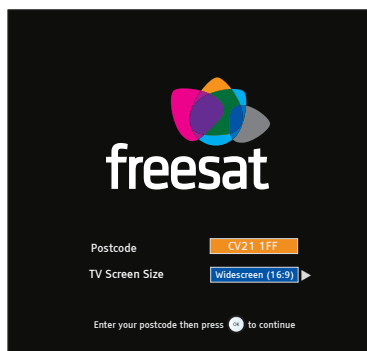 freesat
Postcode CV21 1FF
TV Screen Size Widescreen (16:9)
Enter your postcode then press OK to continue